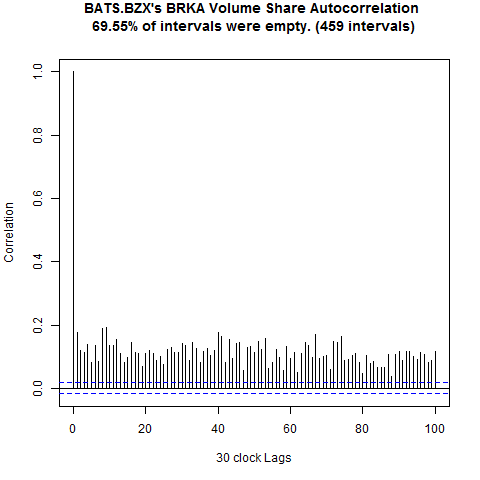 BATS.BZX's BRKA Volume Share Autocorrelation
69.55% of intervals were empty. (459 intervals)
1.0
0.8
0.6
0.4
0.2
0.0
Correlation
0 20 40 60 80 100
30 clock Lags